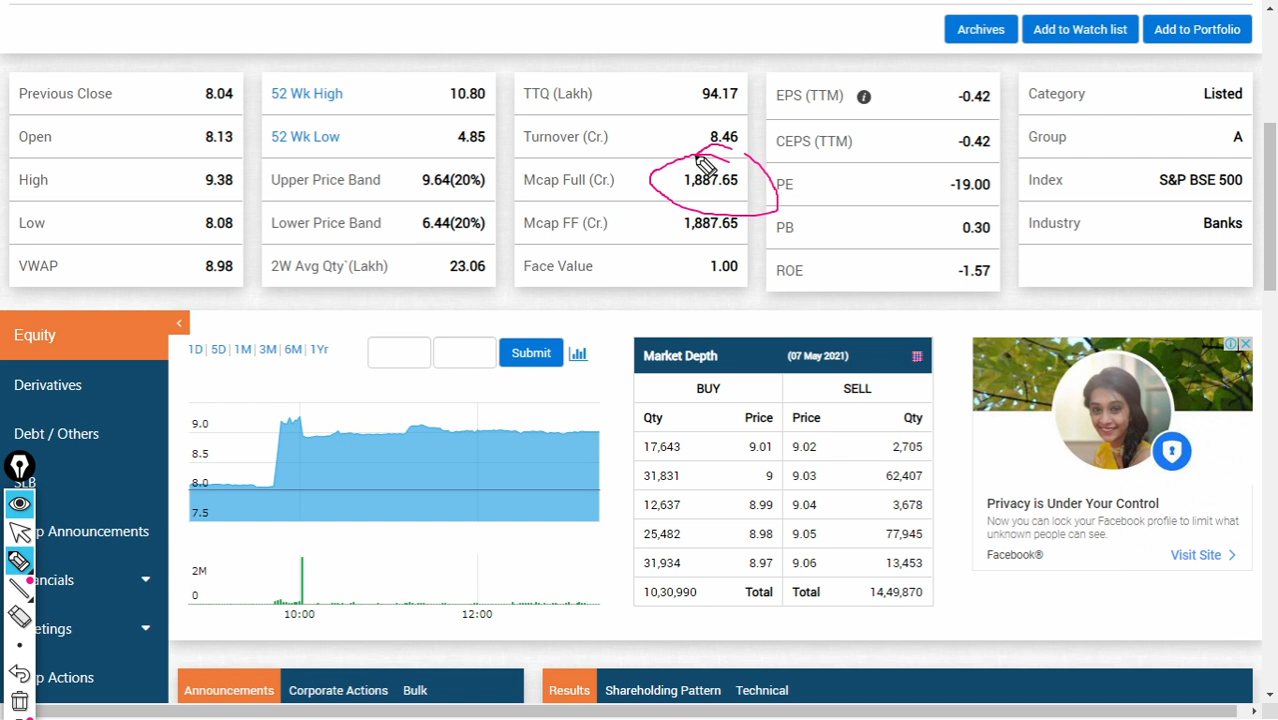 Archives Add to Watch list Add to Portfolio
Previous Close 8.04
Open 8.13
High 9.38
Low 8.08
VWAP 8.98
52 Wk High 10.80
52 Wk Low 4.85
Upper Price Band 9.64(20%)
Lower Price Band 6.44(20%)
2W Avg Qty`(Lakh) 23.06
TTQ (Lakh) 94.17
Turnover (Cr.) 8.46
Mcap Full (Cr.) 1,887.65
Mcap FF (Cr.) 1,887.65
Face Value 1.00
EPS (TTM) i -0.42
CEPS (TTM) -0.42
PE -19.00
PB 0.30
ROE -1.57
Category Listed
Group A
Index S&P BSE 500
Industry Banks
Equity
Derivatives
Debt / Others
SLB
p Announcements
ancials
etings
p Actions
1D| 5D| 1M| 3M| 6M| 1Yr Submit
9.0
8.5
8.0
7.5
2M
0
10:00 12:00
Market Depth (07 May 2021)
BUY SELL
Qty Price Price Qty
17,643 9.01 9.02 2,705
31,831 9 9.03 62,407
12,637 8.99 9.04 3,678
25,482 8.98 9.05 77,945
31,934 8.97 9.06 13,453
10,30,990 Total Total 14,49,870
Privacy is Under Your Control
Now you can lock your Facebook profile to limit what
unknown people can see.
Facebook® Visit Site
Announcements Corporate Actions Bulk
Results Shareholding Pattern Technical